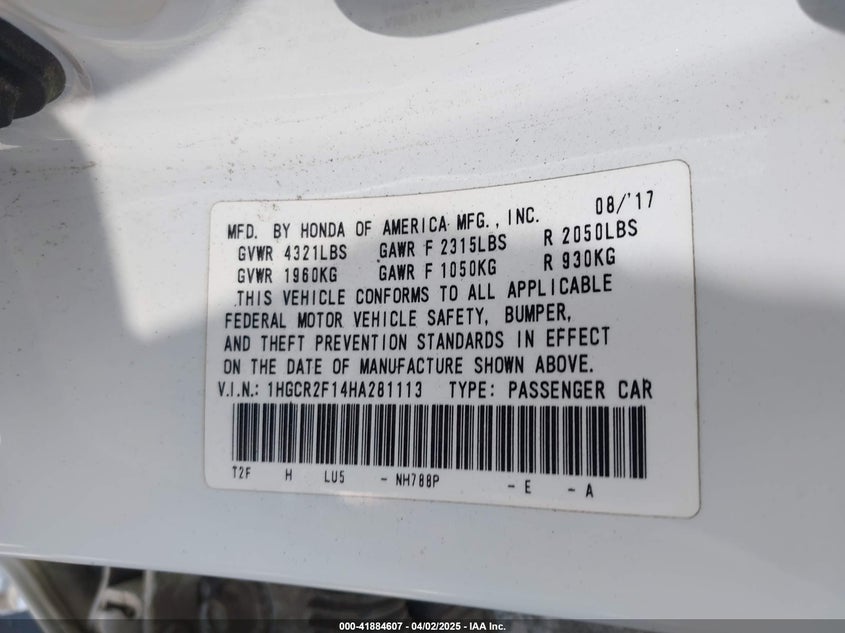 MFD. BY HONDA OF AMERICA MFG., INC. 08/'17
GVWR 4321LBS GAWR F 2315LBS R 2050LBS
GVWR 1960KG GAWR F 1050KG R 930KG
THIS VEHICLE CONFORMS TO ALL APPLICABLE
FEDERAL MOTOR VEHICLE SAFETY, BUMPER,
AND THEFT PREVENTION STANDARDS IN EFFECT
ON THE DATE OF MANUFACTURE SHOWN ABOVE.
V.I.N.: 1HGCR2F14HA281113 TYPE: PASSENGER CAR
T2F H LU5 - NH788P - E - A
000-41884607 - 04/02/2025 - IAA Inc.